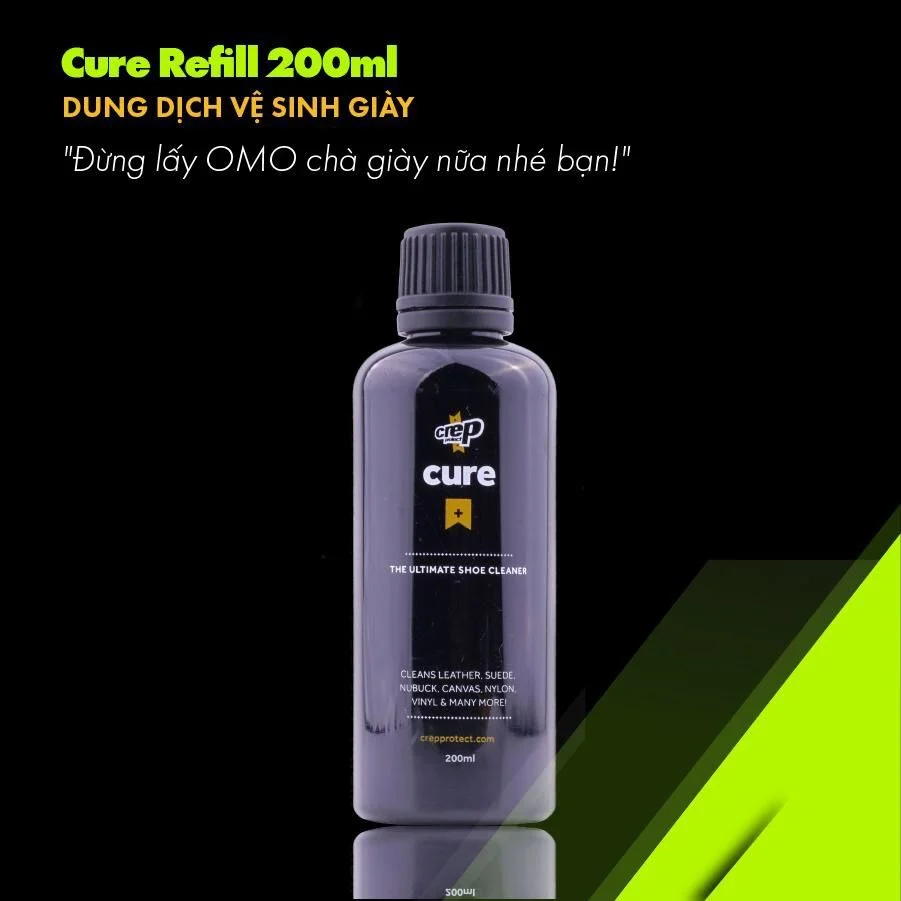 Cure Refill 200ml
DUNG DỊCH VỆ SINH GIÀY
"Đừng lấy OMO chà giày nữa nhé bạn!"
crep
protect
cure
+
THE ULTIMATE SHOE CLEANER
CLEANS LEATHER, SUEDE,
NUBUCK, CANVAS, NYLON,
VINYL & MANY MORE!
crepprotect.com
200ml